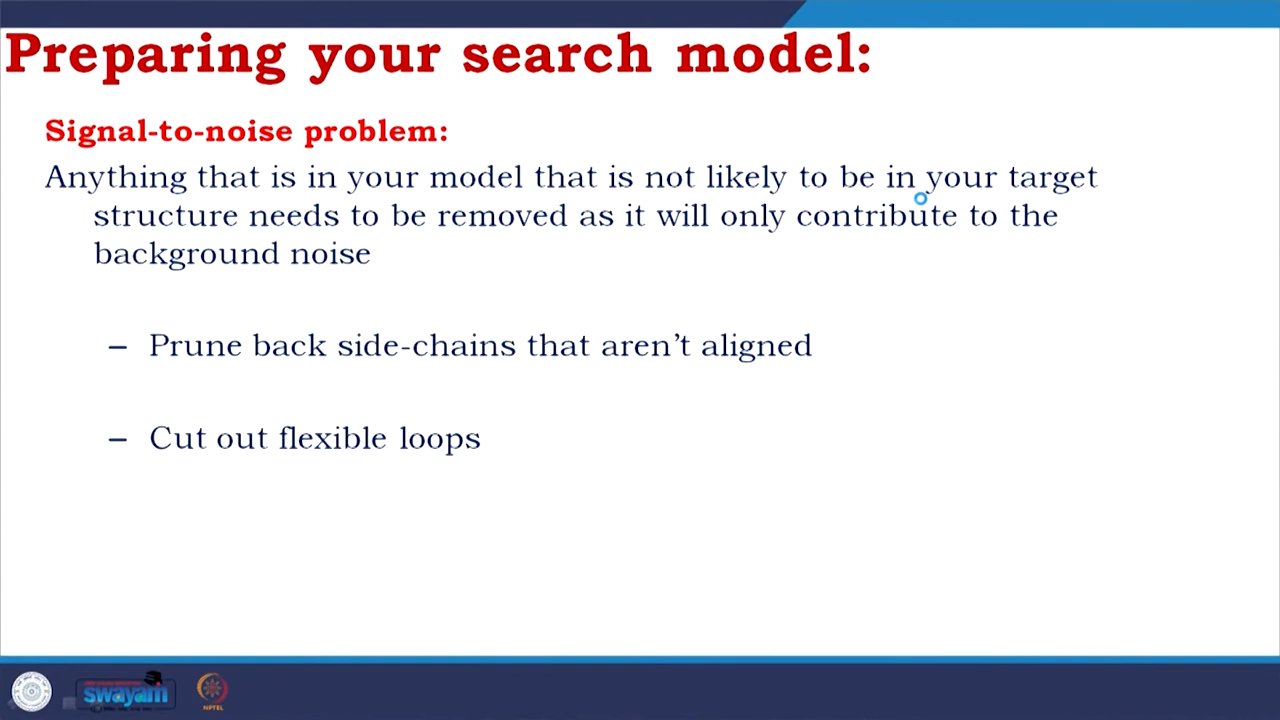 Preparing your search model:
Signal-to-noise problem:
Anything that is in your model that is not likely to be in your target
structure needs to be removed as it will only contribute to the
background noise
– Prune back side-chains that aren’t aligned
– Cut out flexible loops
swayam
NPTEL